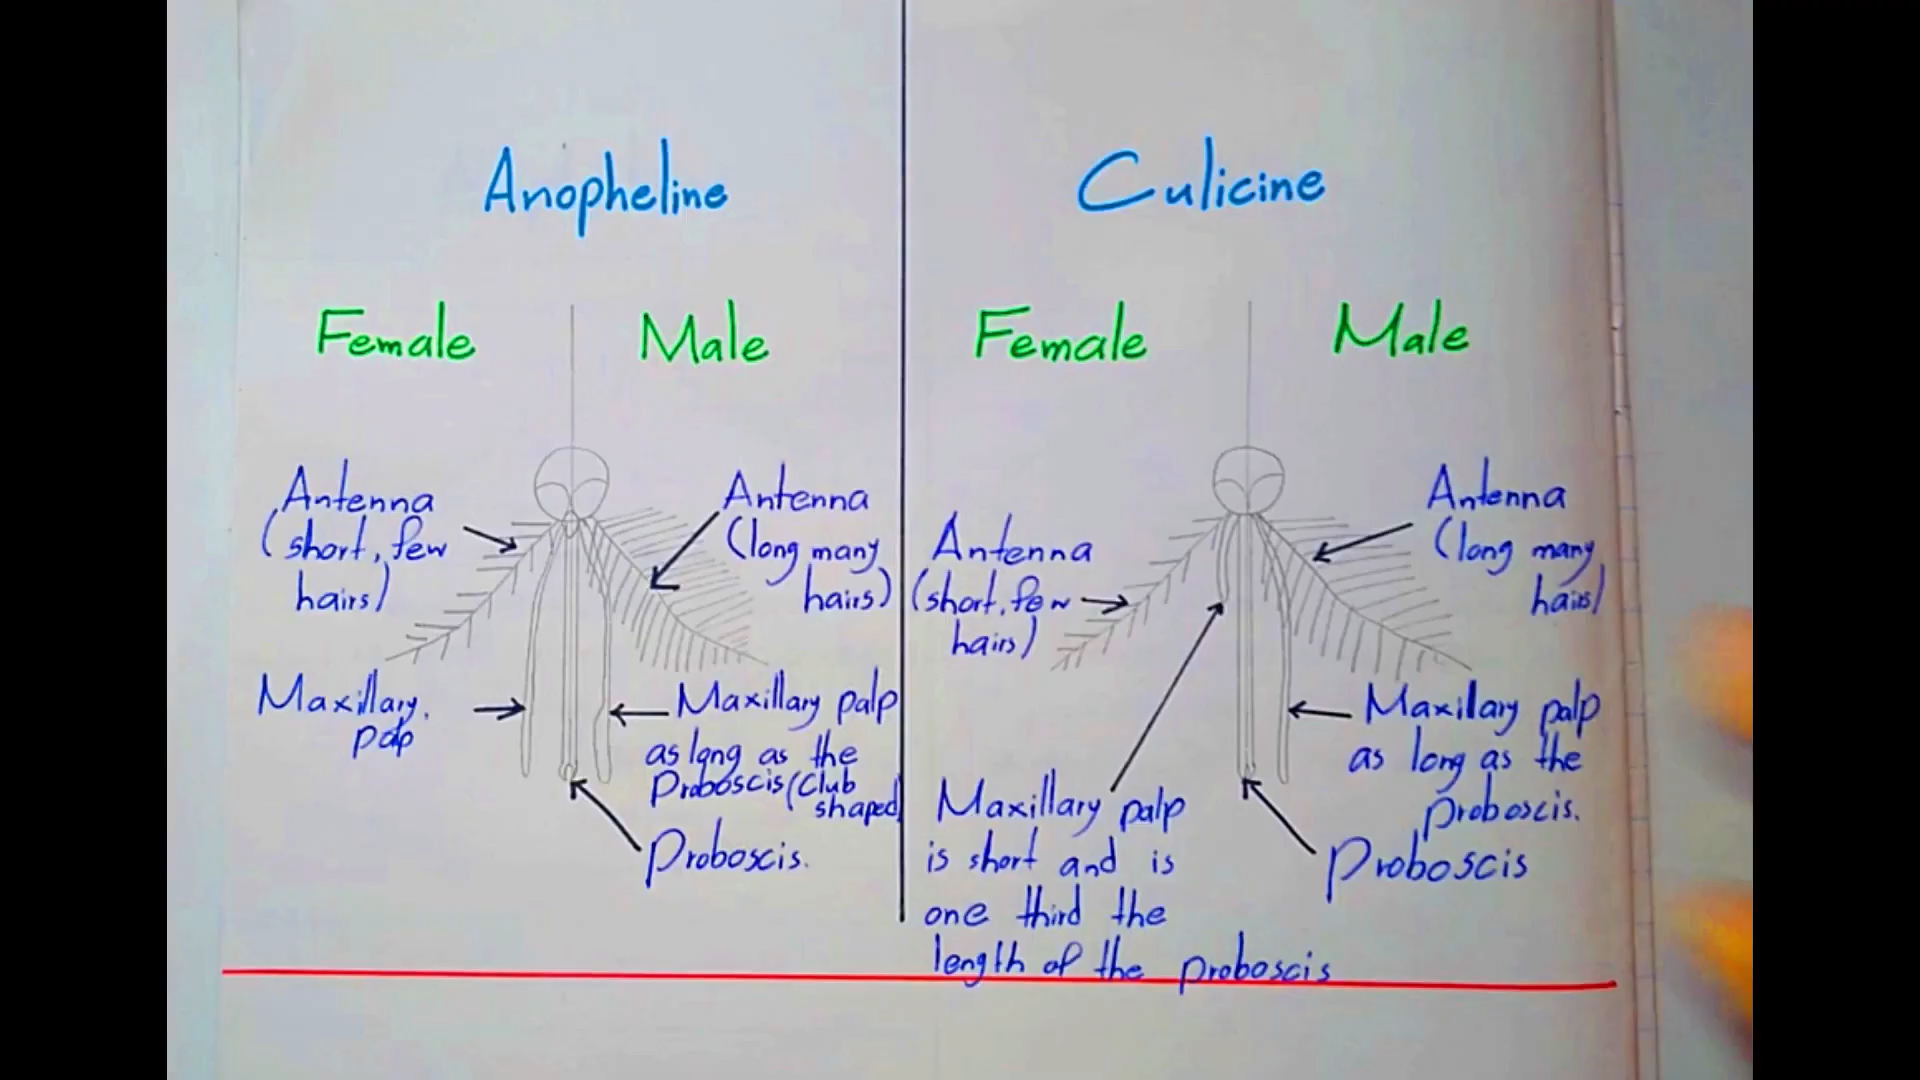 Anopheline
Culicine
Female
Male
Female
Male
Antenna
(short, few
hairs)
Antenna
(long many
hairs)
Maxillary.
palp
Maxillary palp
as long as the
Proboscis (Club
shaped)
Proboscis.
Antenna
(short, few
hairs)
Antenna
(long many
hairs)
Maxillary palp
is short and is
one third the
length of the proboscis
Maxillary palp
as long as the
proboscis.
Proboscis